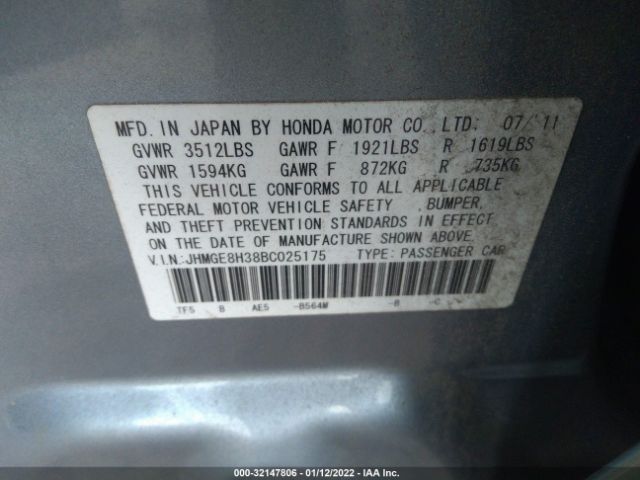 MFD. IN JAPAN BY HONDA MOTOR CO., LTD. 07/'11
GVWR 3512LBS GAWR F 1921LBS R 1619LBS
GVWR 1594KG GAWR F 872KG R 735KG
THIS VEHICLE CONFORMS TO ALL APPLICABLE
FEDERAL MOTOR VEHICLE SAFETY, BUMPER,
AND THEFT PREVENTION STANDARDS IN EFFECT
ON THE DATE OF MANUFACTURE SHOWN ABOVE.
V.I.N: JHMGE8H38BC025175 TYPE: PASSENGER CAR
TF5 B AE5 -B564M -B -C
000-32147806 - 01/12/2022 - IAA Inc.